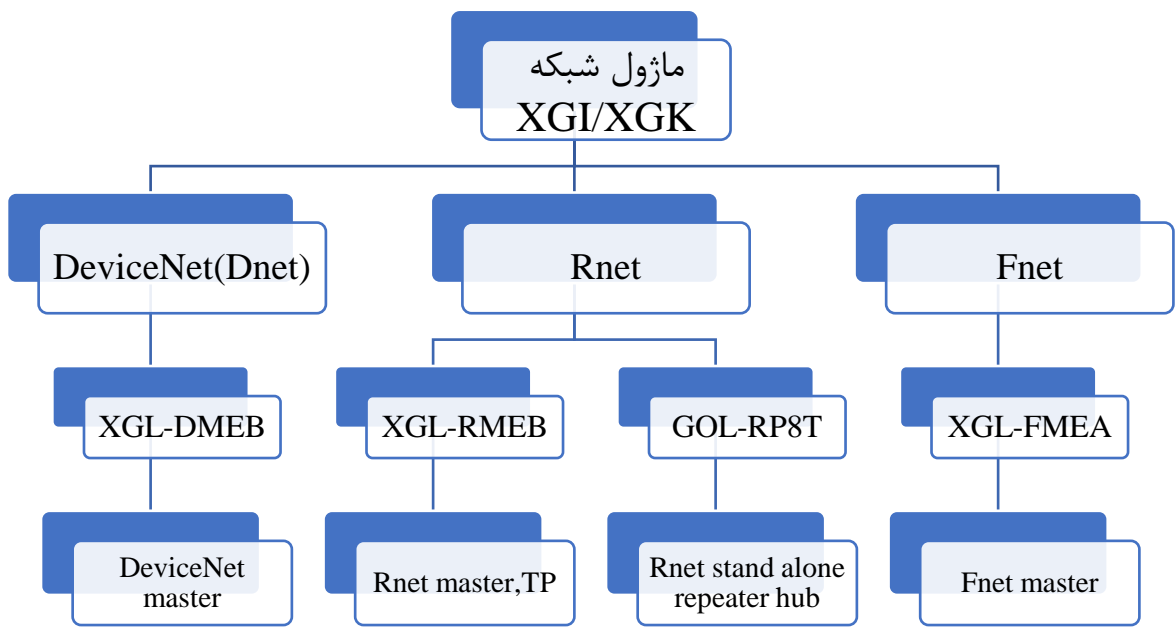 ماژول شبکه
XGI/XGK
DeviceNet(Dnet)
Rnet
Fnet
XGL-DMEB
XGL-RMEB
GOL-RP8T
XGL-FMEA
DeviceNet
master
Rnet master,TP
Rnet stand alone
repeater hub
Fnet master